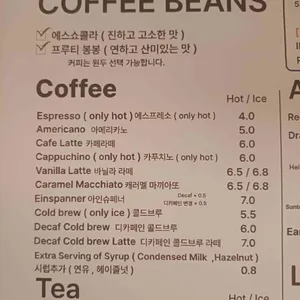 COFFEE BEANS
에스쇼콜라 ( 진하고 고소한 맛 )
프루티 봉봉 ( 연하고 산미있는 맛 )
커피는 원두 선택 가능합니다.
Coffee
Hot / Ice
Espresso ( only hot ) 에스프레소 ( only hot ) 4.0
Americano 아메리카노 5.0
Cafe Latte 카페라떼 6.0
Cappuchino ( only hot ) 카푸치노 ( only hot ) 6.0
Vanilla Latte 바닐라 라떼 6.5 / 6.8
Caramel Macchiato 캐러멜 마끼아또 6.5 / 6.8
Einspanner 아인슈페너 7.0
Decaf + 0.5
디카페인 변경 + 0.5
Cold brew ( only ice ) 콜드브루 5.5
Decaf Cold brew 디카페인 콜드브루 6.0
Decaf Cold brew Latte 디카페인 콜드브루 라떼 7.0
Extra Serving of Syrup ( Condensed Milk , Hazelnut )
시럽추가 ( 연유 , 헤이즐넛 ) 0.8
Tea
Hot / Ice